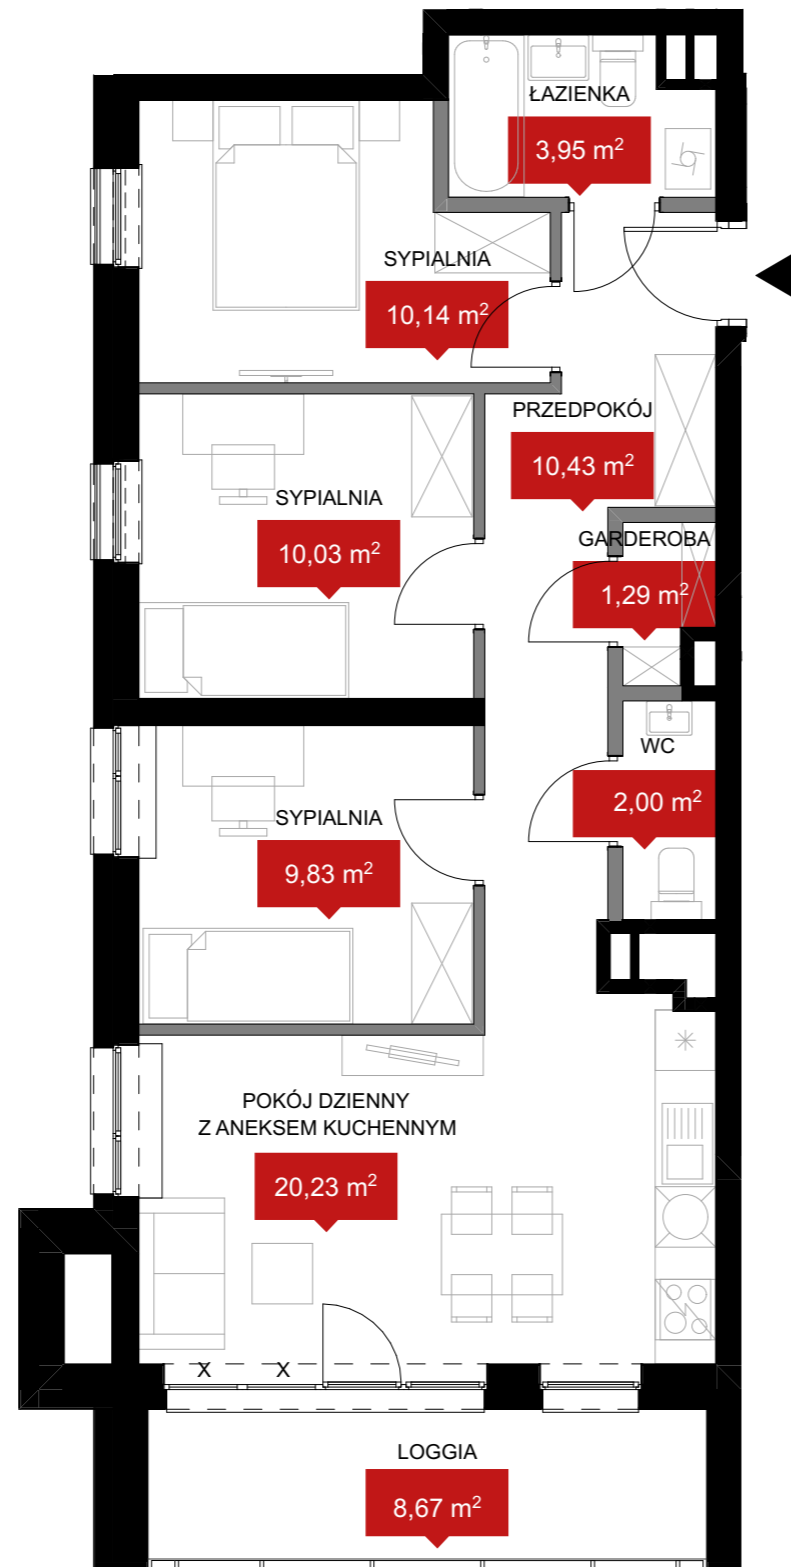 ŁAZIENKA
3,95 m²
SYPIALNIA
10,14 m²
PRZEDPOKÓJ
10,43 m²
SYPIALNIA
10,03 m²
GARDEROBA
1,29 m²
WC
2,00 m²
SYPIALNIA
9,83 m²
POKÓJ DZIENNY
Z ANEKSEM KUCHENNYM
20,23 m²
X X
LOGGIA
8,67 m²